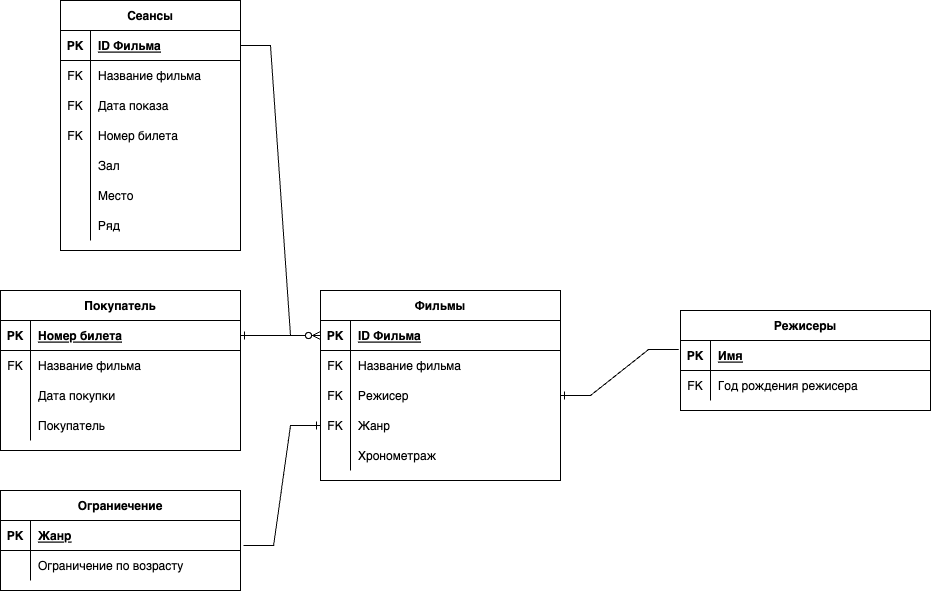 Сеансы
PK ID Фильма
FK Название фильма
FK Дата показа
FK Номер билета
Зал
Место
Ряд
Покупатель
PK Номер билета
FK Название фильма
Дата покупки
Покупатель
Фильмы
PK ID Фильма
FK Название фильма
FK Режисер
FK Жанр
Хронометраж
Режисеры
PK Имя
FK Год рождения режисера
Ограниечение
PK Жанр
Ограничение по возрасту